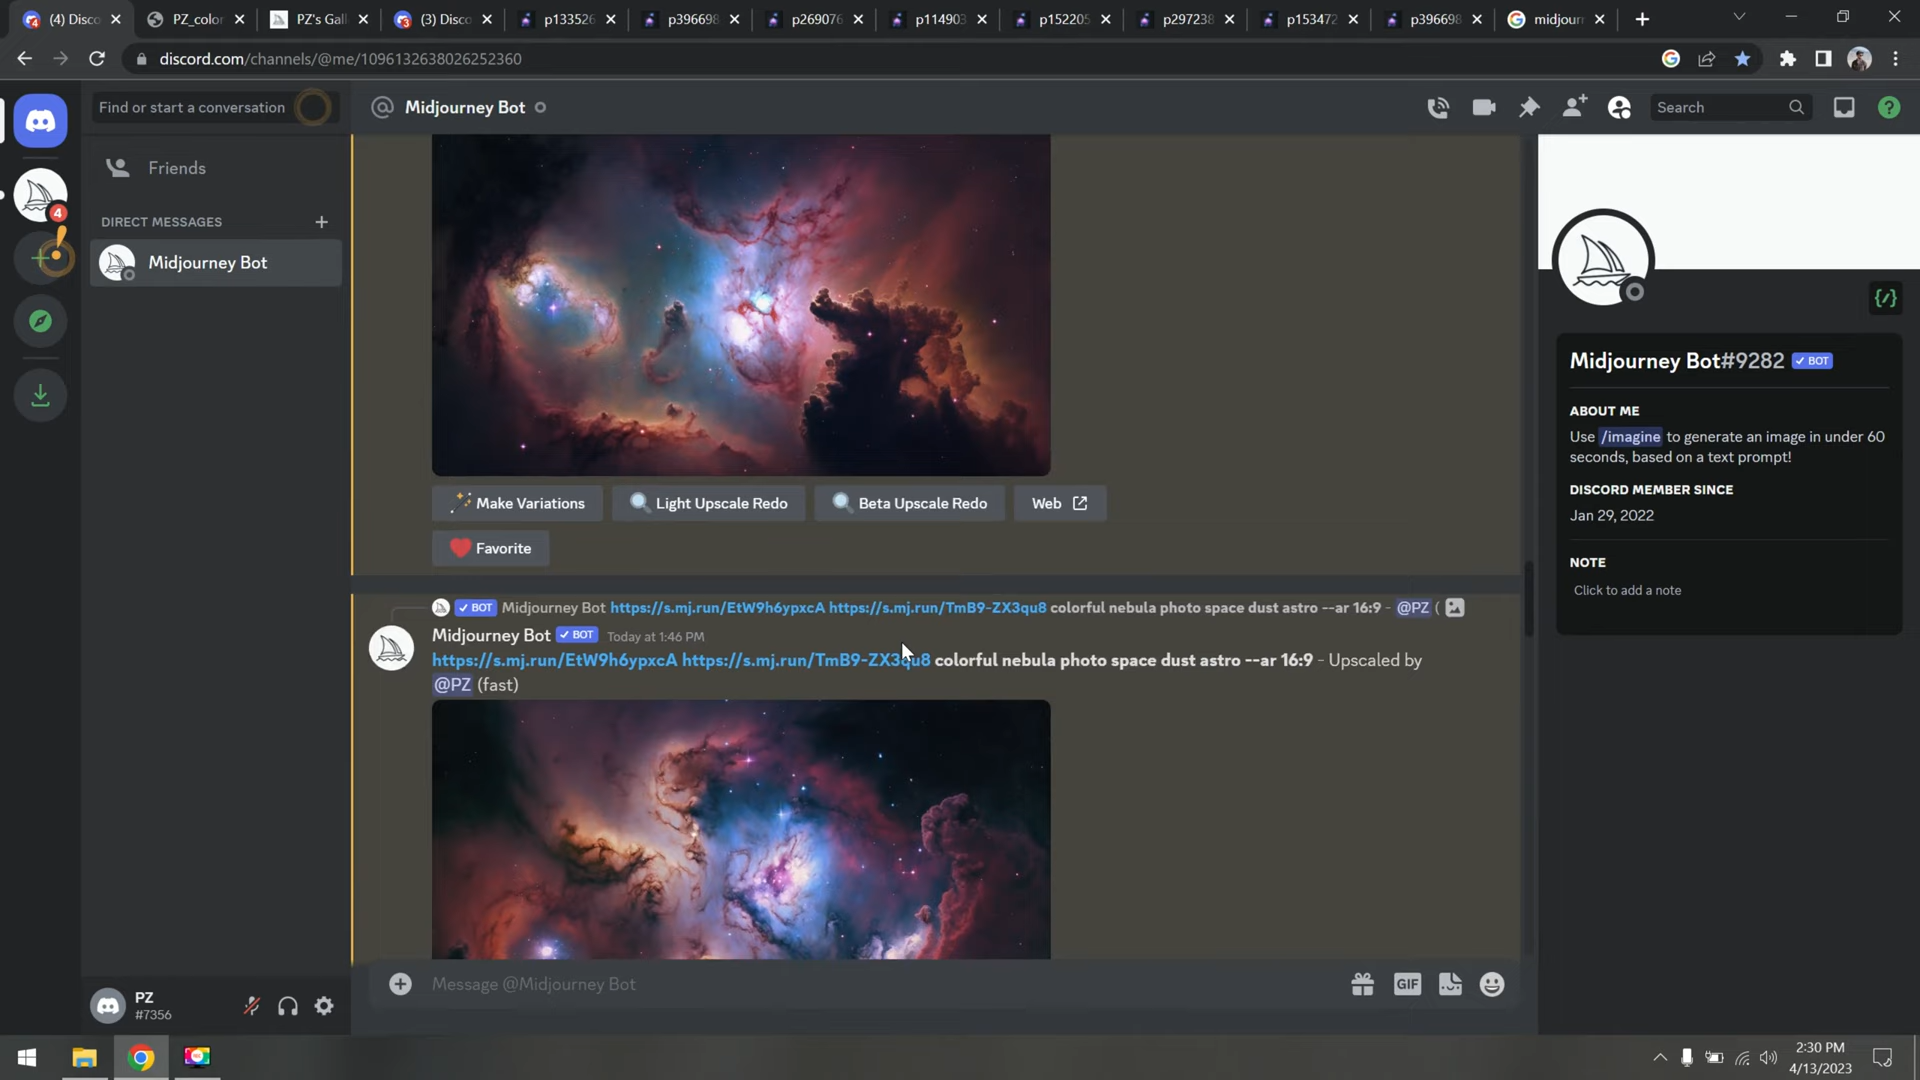 (4) Disco
PZ_color
PZ's Gall
(3) Disco
p133526
p396698
p269076
p114903
p152205
p297238
p153472
p396698
midjour
discord.com/channels/@me/1096132638026252360
Find or start a conversation
Midjourney Bot
Search
Friends
DIRECT MESSAGES
Midjourney Bot
4
Make Variations
Light Upscale Redo
Beta Upscale Redo
Web
Favorite
BOT Midjourney Bot https://s.mj.run/EtW9h6ypxcA https://s.mj.run/TmB9-ZX3qu8 colorful nebula photo space dust astro --ar 16:9 - @PZ (
Midjourney Bot BOT Today at 1:46 PM
https://s.mj.run/EtW9h6ypxcA https://s.mj.run/TmB9-ZX3qu8 colorful nebula photo space dust astro --ar 16:9 - Upscaled by
@PZ (fast)
Message @Midjourney Bot
GIF
Midjourney Bot#9282 BOT
ABOUT ME
Use /imagine to generate an image in under 60
seconds, based on a text prompt!
DISCORD MEMBER SINCE
Jan 29, 2022
NOTE
Click to add a note
PZ
#7356
2:30 PM
4/13/2023